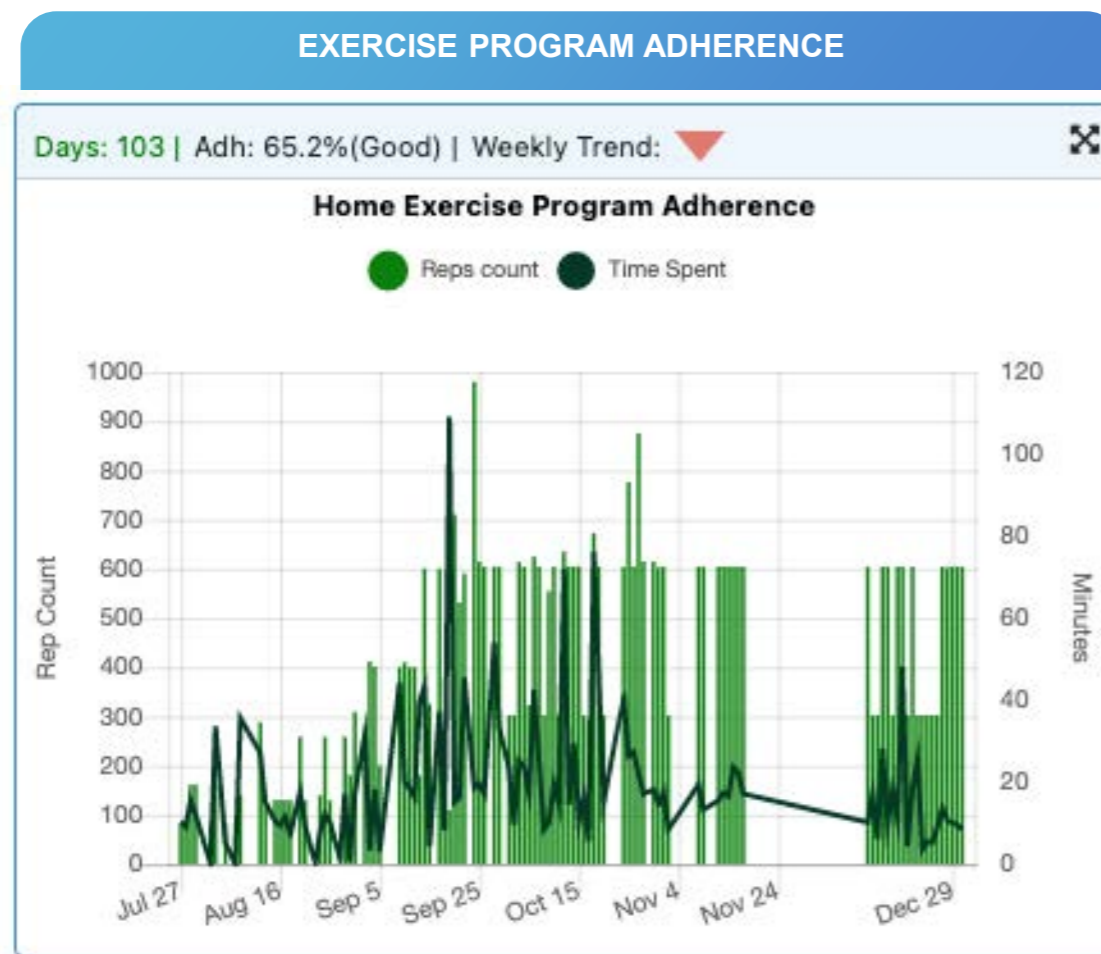 EXERCISE PROGRAM ADHERENCE
Days: 103 | Adh: 65.2%(Good) | Weekly Trend:
Home Exercise Program Adherence
Reps count Time Spent
1000 120
900
100
800
700
80
600
500
60
400
40
300
200
20
100
0 0
Rep Count
Minutes
Jul 27 Aug 16 Sep 5 Sep 25 Oct 15 Nov 4 Nov 24 Dec 29